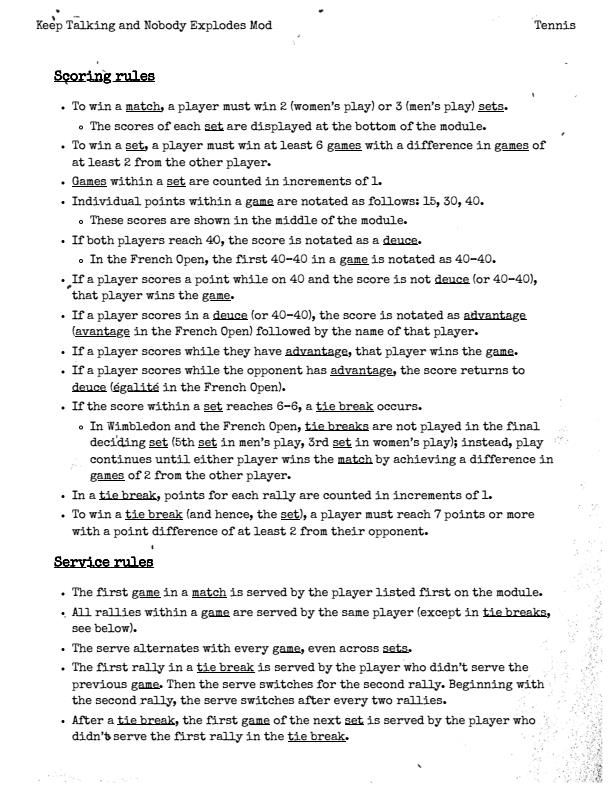 Keep Talking and Nobody Explodes Mod
Tennis
Scoring rules
• To win a match, a player must win 2 (women's play) or 3 (men's play) sets.
o The scores of each set are displayed at the bottom of the module.
• To win a set, a player must win at least 6 games with a difference in games of
at least 2 from the other player.
• Games within a set are counted in increments of 1.
• Individual points within a game are notated as follows: 15, 30, 40.
o These scores are shown in the middle of the module.
• If both players reach 40, the score is notated as a deuce.
o In the French Open, the first 40–40 in a game is notated as 40–40.
• If a player scores a point while on 40 and the score is not deuce (or 40–40),
that player wins the game.
• If a player scores in a deuce (or 40–40), the score is notated as advantage
(avantage in the French Open) followed by the name of that player.
• If a player scores while they have advantage, that player wins the game.
• If a player scores while the opponent has advantage, the score returns to
deuce (égalité in the French Open).
• If the score within a set reaches 6–6, a tie break occurs.
o In Wimbledon and the French Open, tie breaks are not played in the final
deciding set (5th set in men's play, 3rd set in women's play); instead, play
continues until either player wins the match by achieving a difference in
games of 2 from the other player.
• In a tie break, points for each rally are counted in increments of 1.
• To win a tie break (and hence, the set), a player must reach 7 points or more
with a point difference of at least 2 from their opponent.
Service rules
• The first game in a match is served by the player listed first on the module.
• All rallies within a game are served by the same player (except in tie breaks,
see below).
• The serve alternates with every game, even across sets.
• The first rally in a tie break is served by the player who didn't serve the
previous game. Then the serve switches for the second rally. Beginning with
the second rally, the serve switches after every two rallies.
• After a tie break, the first game of the next set is served by the player who
didn't serve the first rally in the tie break.